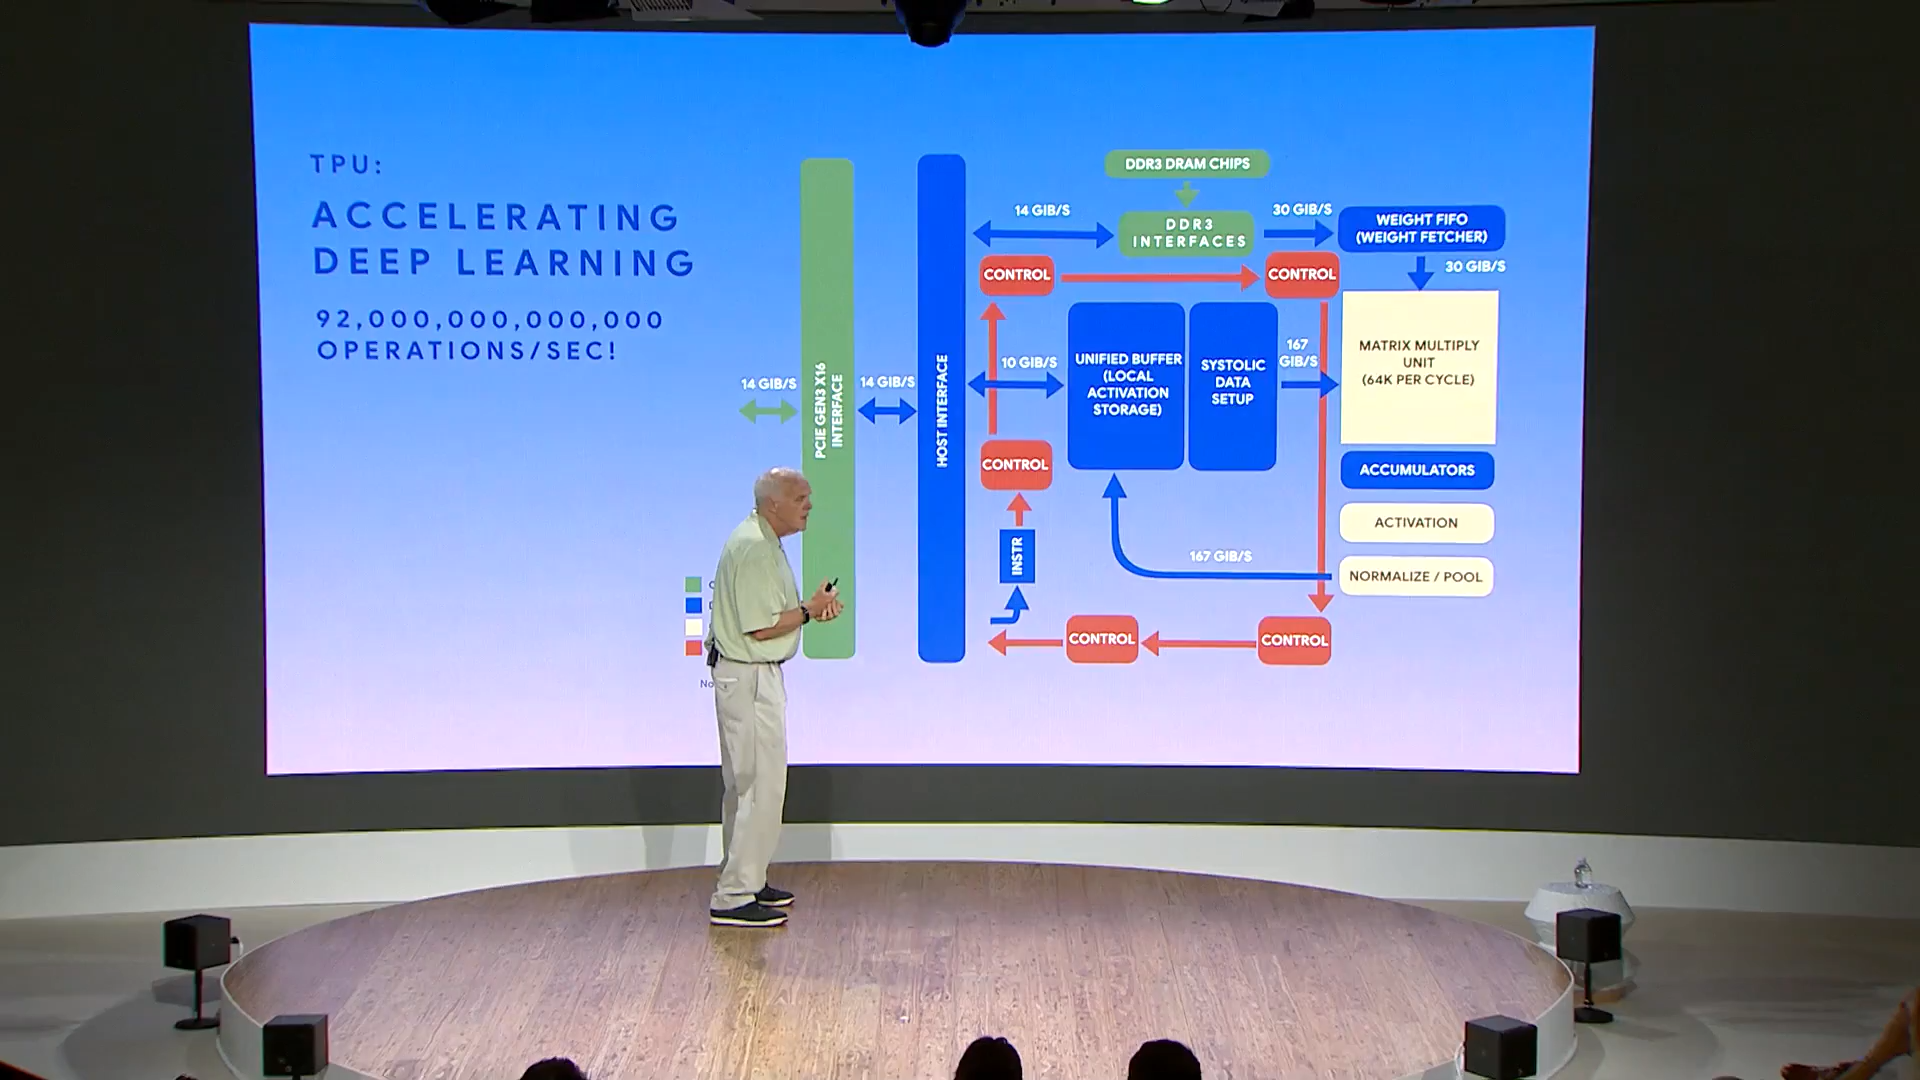 TPU:
ACCELERATING
DEEP LEARNING
92,000,000,000,000
OPERATIONS/SEC!
14 GIB/S
PCIE GEN3 X16
INTERFACE
14 GIB/S
HOST INTERFACE
DDR3 DRAM CHIPS
14 GIB/S
DDR3
INTERFACES
30 GIB/S
WEIGHT FIFO
(WEIGHT FETCHER)
30 GIB/S
CONTROL
CONTROL
10 GIB/S
UNIFIED BUFFER
(LOCAL
ACTIVATION
STORAGE)
SYSTOLIC
DATA
SETUP
167
GIB/S
MATRIX MULTIPLY
UNIT
(64K PER CYCLE)
CONTROL
ACCUMULATORS
ACTIVATION
INSTR
167 GIB/S
NORMALIZE / POOL
CONTROL
CONTROL